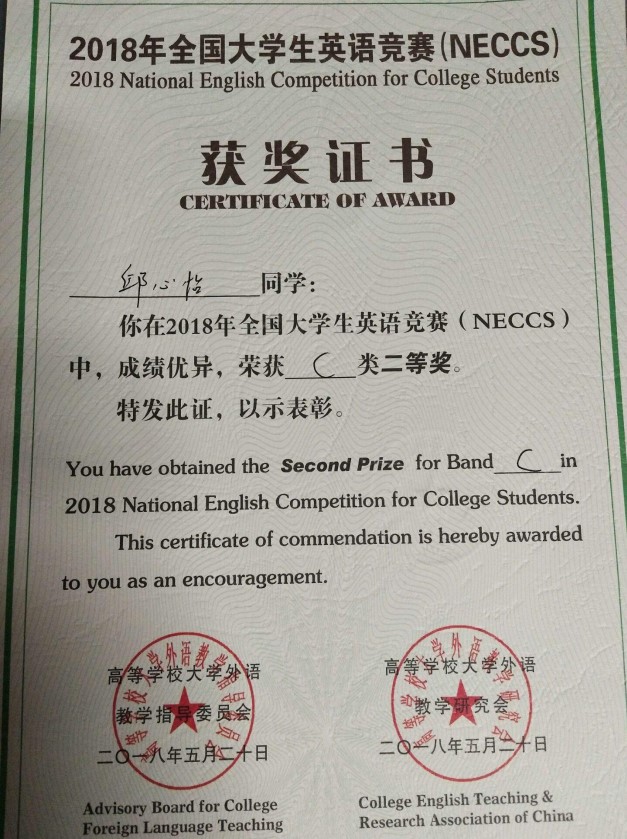 2018年全国大学生英语竞赛(NECCS)
2018 National English Competition for College Students
获奖证书
CERTIFICATE OF AWARD
邱心怡 同学：
你在2018年全国大学生英语竞赛（NECCS）
中，成绩优异，荣获 C 类二等奖。
特发此证，以示表彰。
You have obtained the Second Prize for Band C in
2018 National English Competition for College Students.
This certificate of commendation is hereby awarded
to you as an encouragement.
高等学校大学外语
教学指导委员会
二〇一八年五月二十日
Advisory Board for College
Foreign Language Teaching
高等学校大学外语
教学研究会
二〇一八年五月二十日
College English Teaching &
Research Association of China